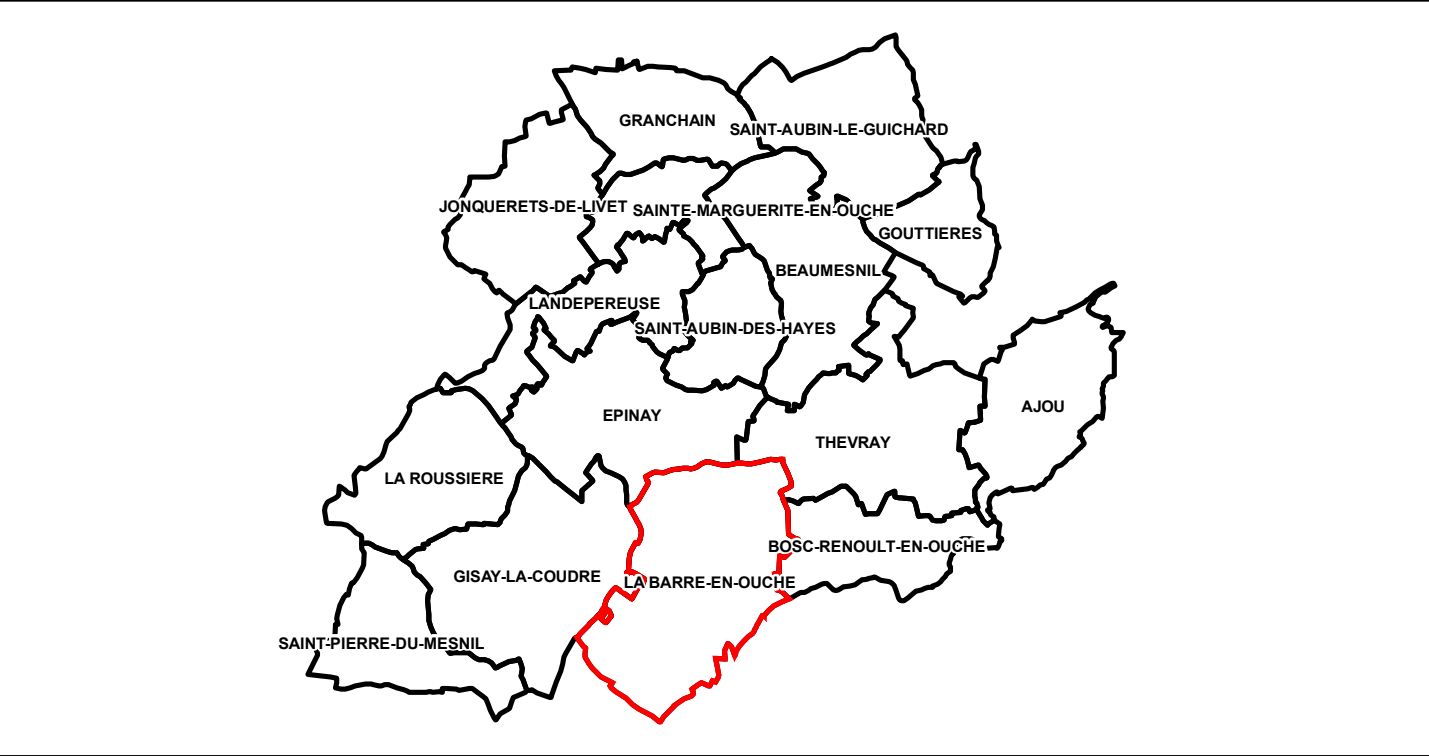 GRANCHAIN
SAINT-AUBIN-LE-GUICHARD
JONQUERETS-DE-LIVET
SAINTE-MARGUERITE-EN-OUCHE
GOUTTIERES
BEAUMESNIL
LANDEPEREUSE
SAINT-AUBIN-DES-HAYES
AJOU
EPINAY
THEVRAY
LA ROUSSIERE
BOSC-RENOULT-EN-OUCHE
GISAY-LA-COUDRE
LA BARRE-EN-OUCHE
SAINT-PIERRE-DU-MESNIL